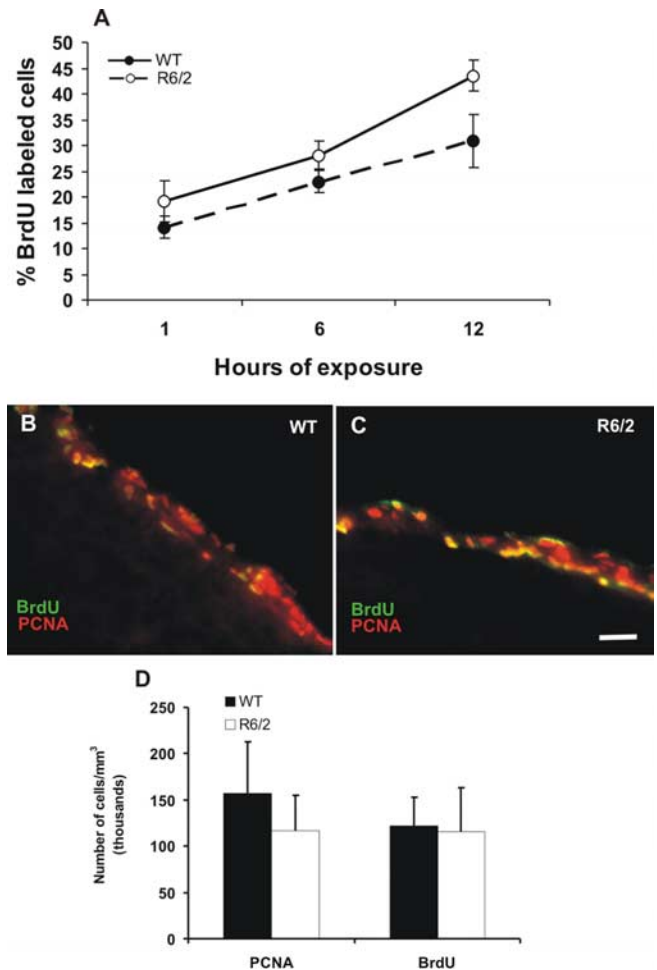 A
WT
R6/2
50
45
40
35
30
25
20
15
10
5
0
% BrdU labeled cells
1 6 12
Hours of exposure
B WT
BrdU
PCNA
C R6/2
BrdU
PCNA
D
WT
R6/2
250
200
150
100
50
0
Number of cells/mm³
(thousands)
PCNA BrdU